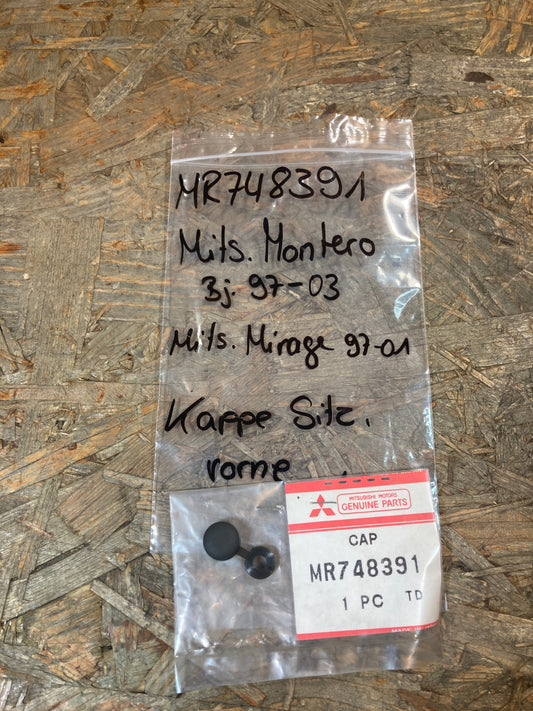 MR748391
Mits. Montero
Bj. 97-03
Mits. Mirage 97-01
Kappe Sitz.
vorne
MITSUBISHI MOTORS
GENUINE PARTS
CAP
MR748391
1 PC TD